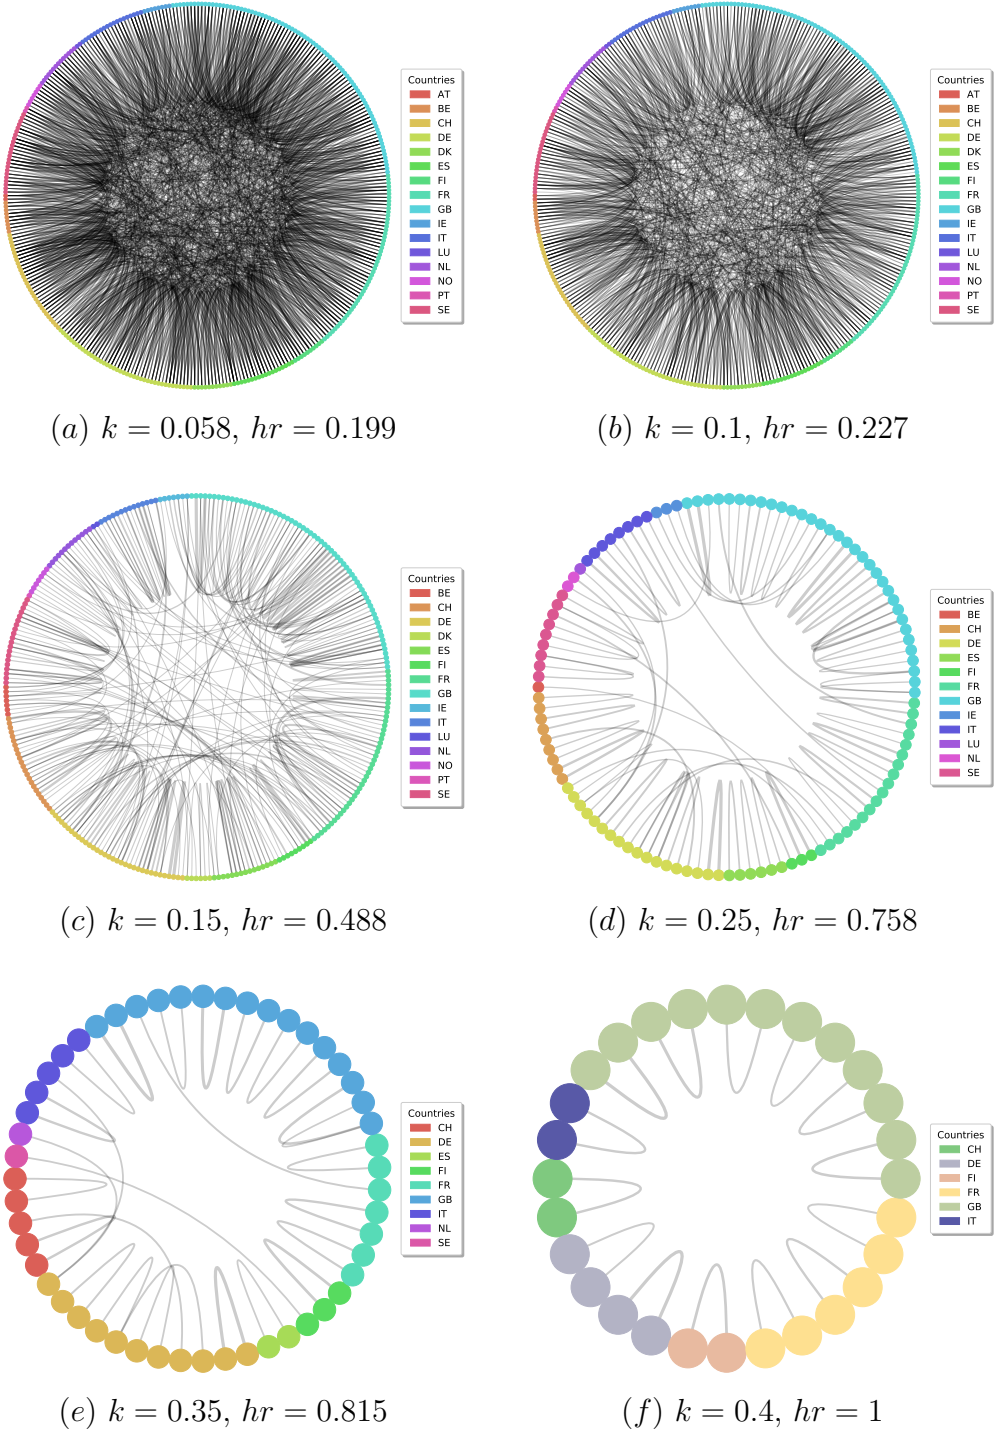 Countries
AT
BE
CH
DE
DK
ES
FI
FR
GB
IE
IT
LU
NL
NO
PT
SE
(a) k = 0.058, hr = 0.199
Countries
AT
BE
CH
DE
DK
ES
FI
FR
GB
IE
IT
LU
NL
NO
PT
SE
(b) k = 0.1, hr = 0.227
Countries
BE
CH
DE
DK
ES
FI
FR
GB
IE
IT
LU
NL
NO
PT
SE
(c) k = 0.15, hr = 0.488
Countries
BE
CH
DE
ES
FI
FR
GB
IE
IT
LU
NL
SE
(d) k = 0.25, hr = 0.758
Countries
CH
DE
ES
FI
FR
GB
IT
NL
SE
(e) k = 0.35, hr = 0.815
Countries
CH
DE
FI
FR
GB
IT
(f) k = 0.4, hr = 1